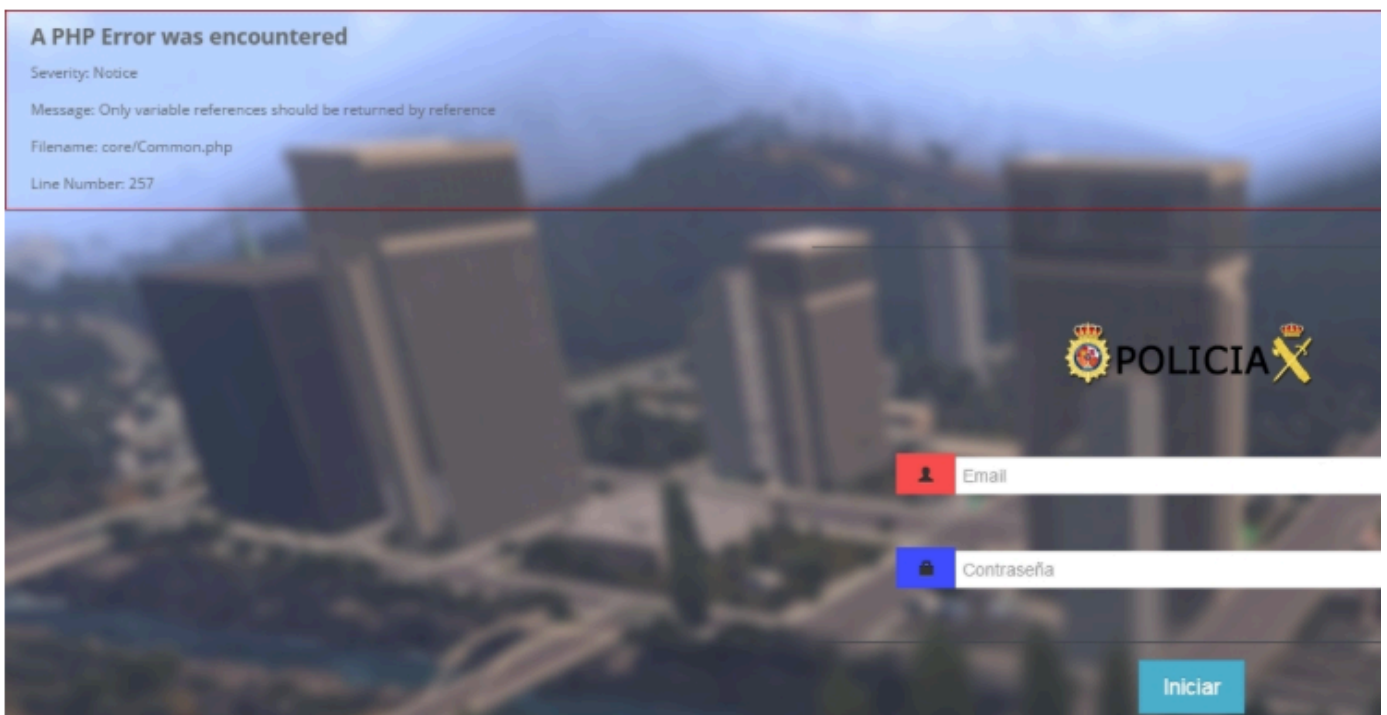 A PHP Error was encountered
Severity: Notice
Message: Only variable references should be returned by reference
Filename: core/Common.php
Line Number: 257
POLICIA
Email
Contraseña
Iniciar